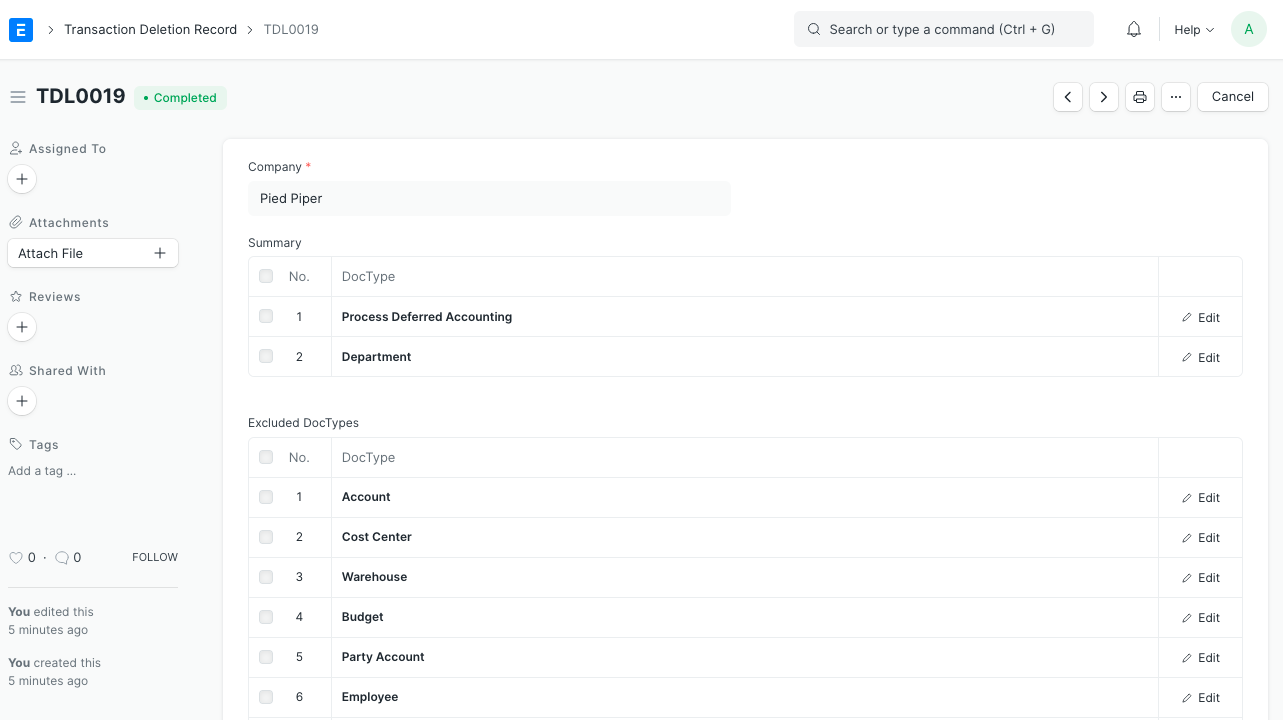 E
Transaction Deletion Record
TDL0019
Search or type a command (Ctrl + G)
Help
A
TDL0019
Completed
Cancel
Assigned To
Attachments
Attach File
Reviews
Shared With
Tags
Add a tag ...
0 · 0 FOLLOW
You edited this
5 minutes ago
You created this
5 minutes ago
Company *
Pied Piper
Summary
No. DocType
1 Process Deferred Accounting Edit
2 Department Edit
Excluded DocTypes
No. DocType
1 Account Edit
2 Cost Center Edit
3 Warehouse Edit
4 Budget Edit
5 Party Account Edit
6 Employee Edit